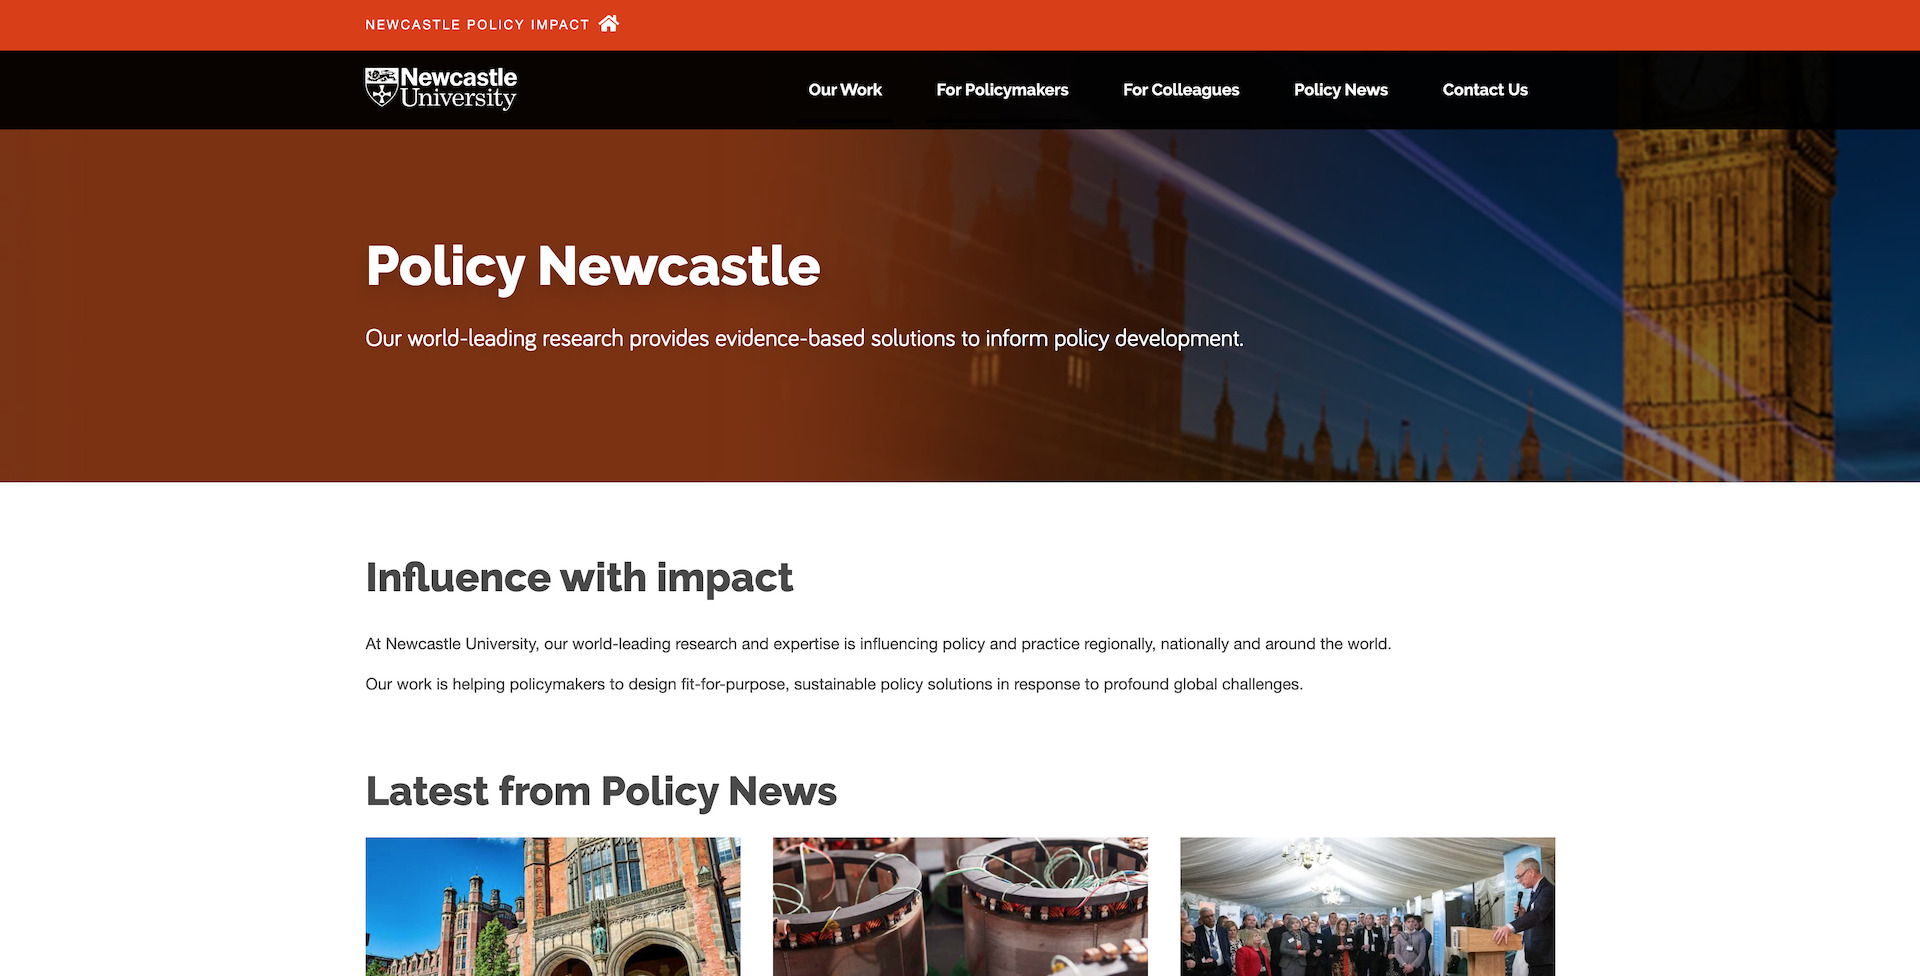 NEWCASTLE POLICY IMPACT
Newcastle
University
Our Work
For Policymakers
For Colleagues
Policy News
Contact Us
Policy Newcastle
Our world-leading research provides evidence-based solutions to inform policy development.
Influence with impact
At Newcastle University, our world-leading research and expertise is influencing policy and practice regionally, nationally and around the world.
Our work is helping policymakers to design fit-for-purpose, sustainable policy solutions in response to profound global challenges.
Latest from Policy News